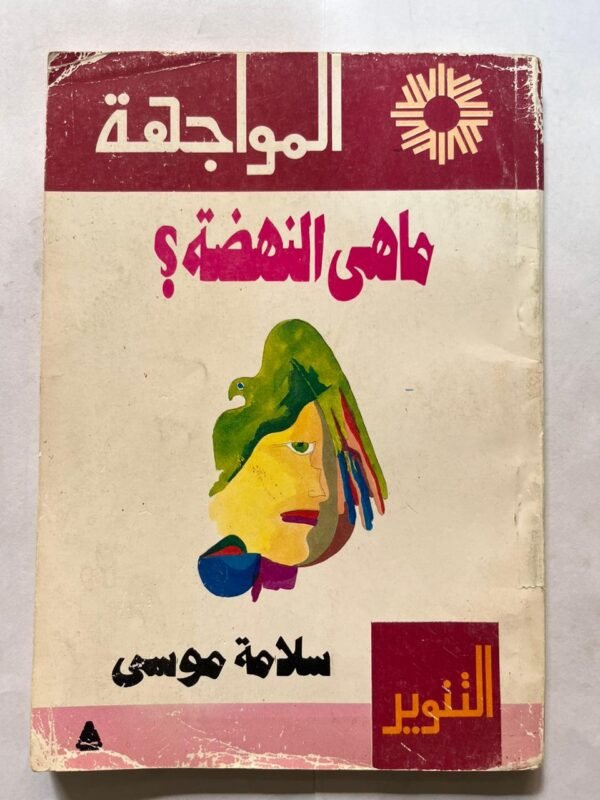 المواجهة
ماهى النهضة؟
سلامة موسى
التنوير